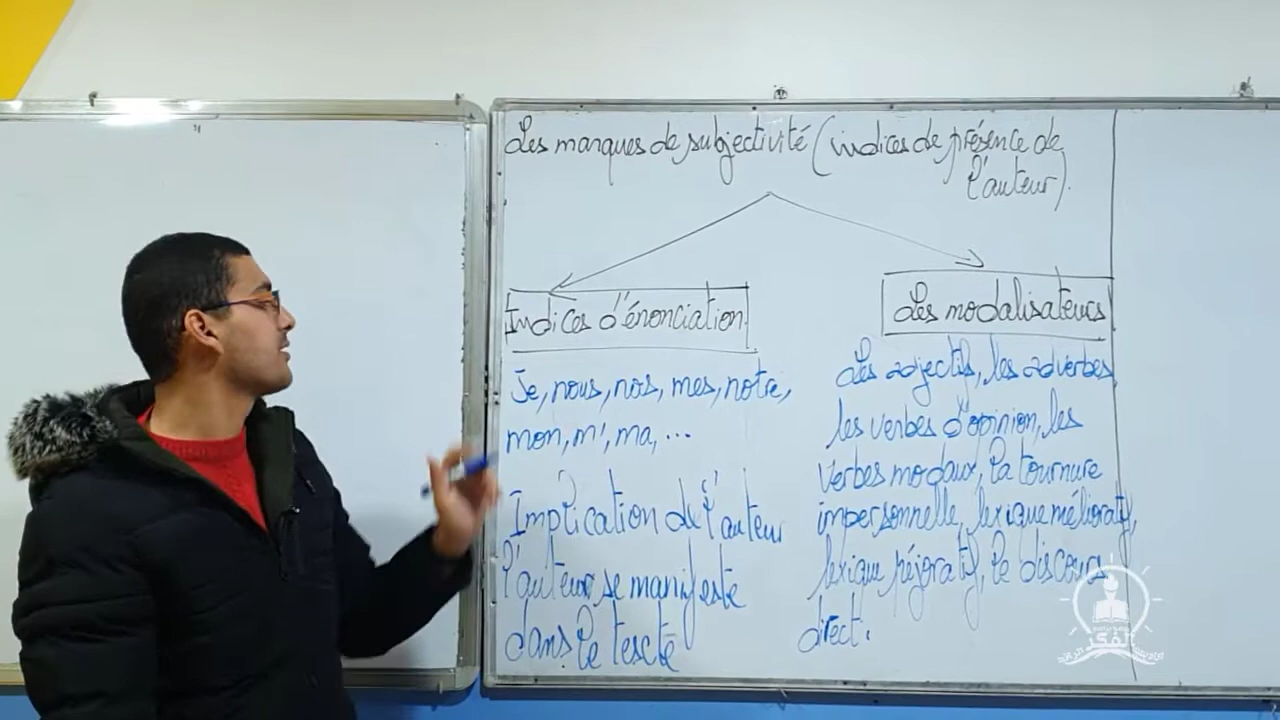 Les marques de subjectivité (indices de présence de
l'auteur).
Indices d'énonciation
Je, nous, nos, mes, notre,
mon, m', ma, ...
Implication de l'auteur
l'auteur se manifeste
dans le texte
Les modalisateurs
Les adjectifs, les adverbes
les verbes d'opinion, les
verbes modaux, la tournure
impersonnelle, lexique mélioratif,
lexique péjoratif, le discours
direct.
الفكر